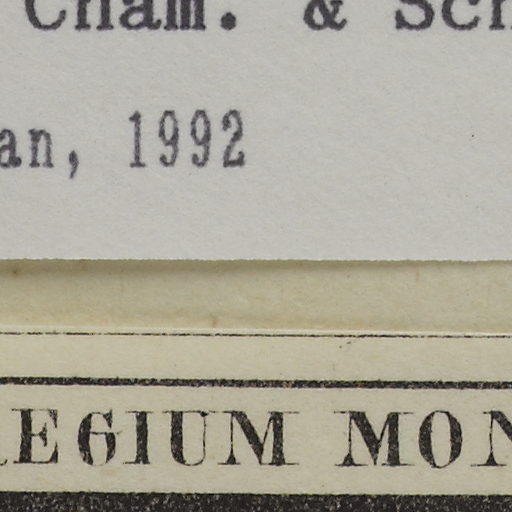 Cham. & Sch
an, 1992
EGIUM MON